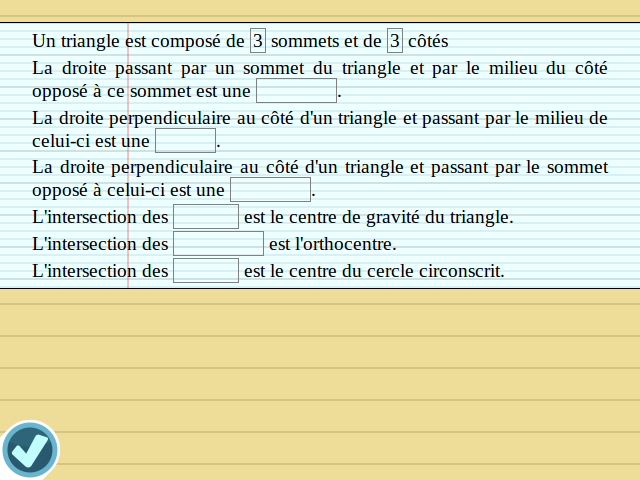 Un triangle est composé de 3 sommets et de 3 côtés
La droite passant par un sommet du triangle et par le milieu du côté
opposé à ce sommet est une .
La droite perpendiculaire au côté d'un triangle et passant par le milieu de
celui-ci est une .
La droite perpendiculaire au côté d'un triangle et passant par le sommet
opposé à celui-ci est une .
L'intersection des est le centre de gravité du triangle.
L'intersection des est l'orthocentre.
L'intersection des est le centre du cercle circonscrit.